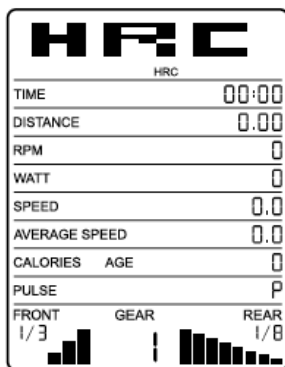 HRC
HRC
TIME 00:00
DISTANCE 0.00
RPM 0
WATT 0
SPEED 0.0
AVERAGE SPEED 0.0
CALORIES AGE 0
PULSE P
FRONT GEAR REAR
1/3 1 1/8